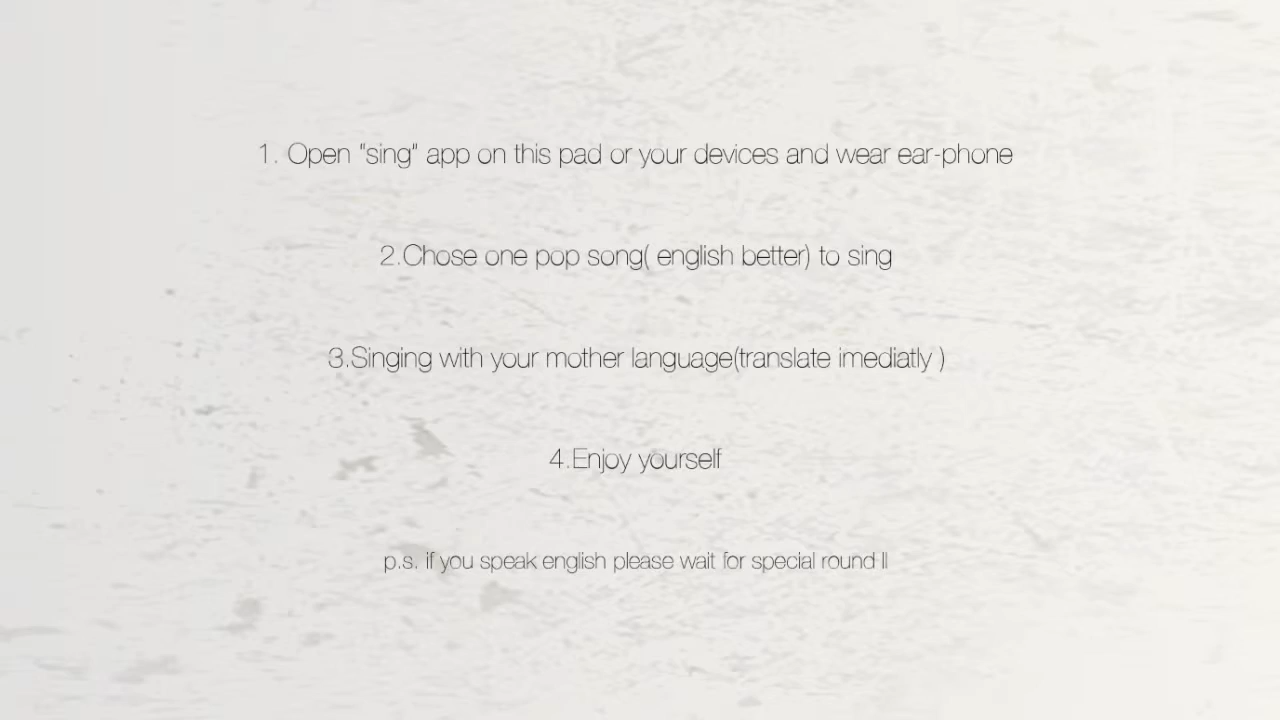 1. Open "sing" app on this pad or your devices and wear ear-phone
2.Chose one pop song( english better) to sing
3.Singing with your mother language(translate imediatly )
4.Enjoy yourself
p.s. if you speak english please wait for special round II